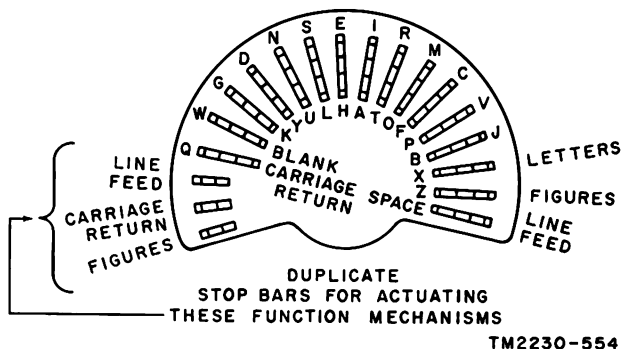 Q W G D N S E I R M C V J
LETTERS
FIGURES
LINE
FEED
BLANK K Y U L H A T O F P B X Z
CARRIAGE
RETURN
SPACE
LINE
FEED
CARRIAGE
RETURN
FIGURES
DUPLICATE
STOP BARS FOR ACTUATING
THESE FUNCTION MECHANISMS
TM2230-554